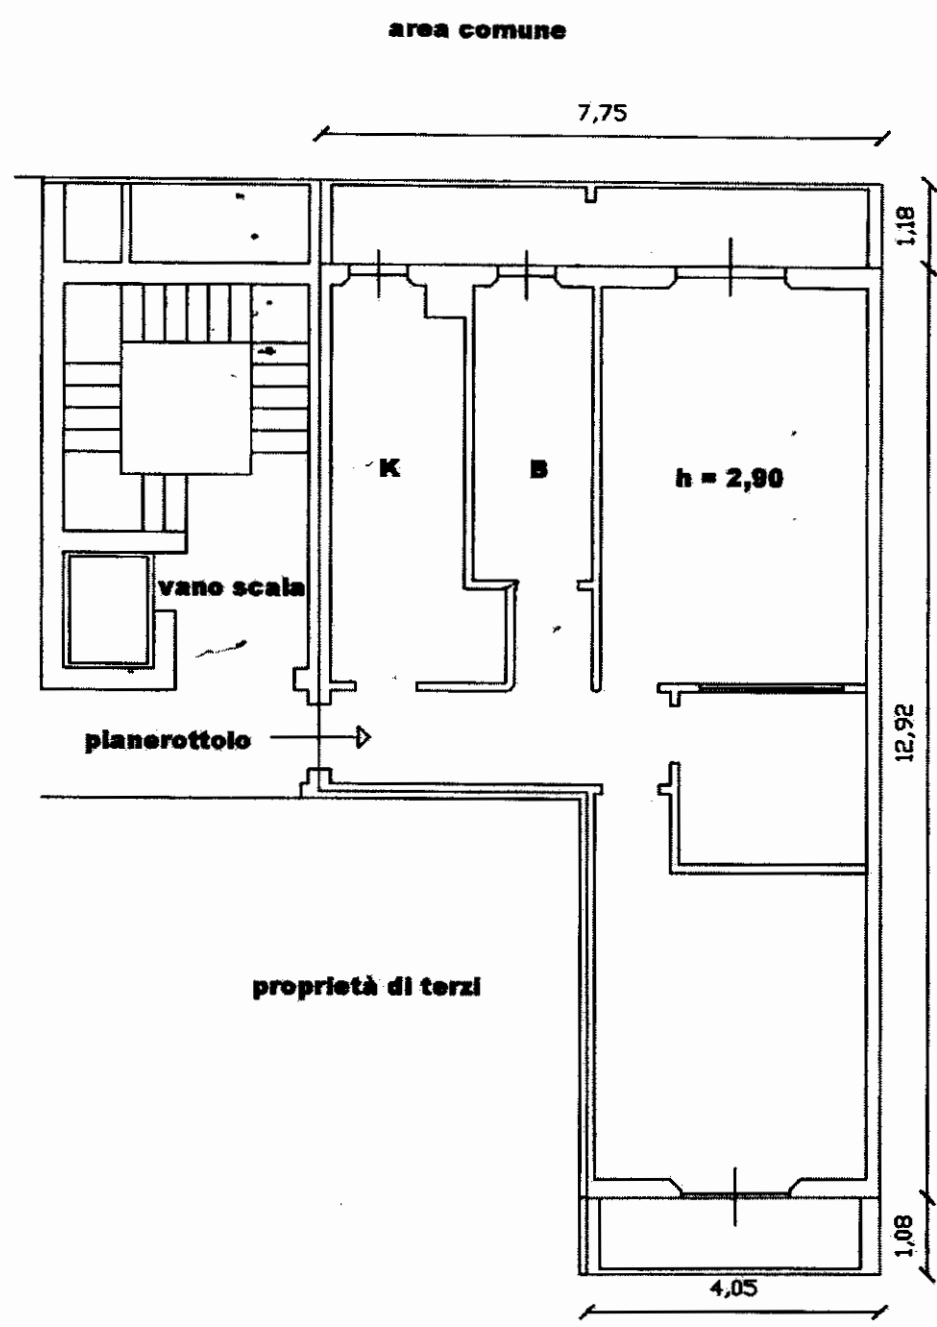 area comune
7,75
1,18
K
B
h = 2,90
vano scala
12,92
pianerottolo
proprietà di terzi
1,08
4,05